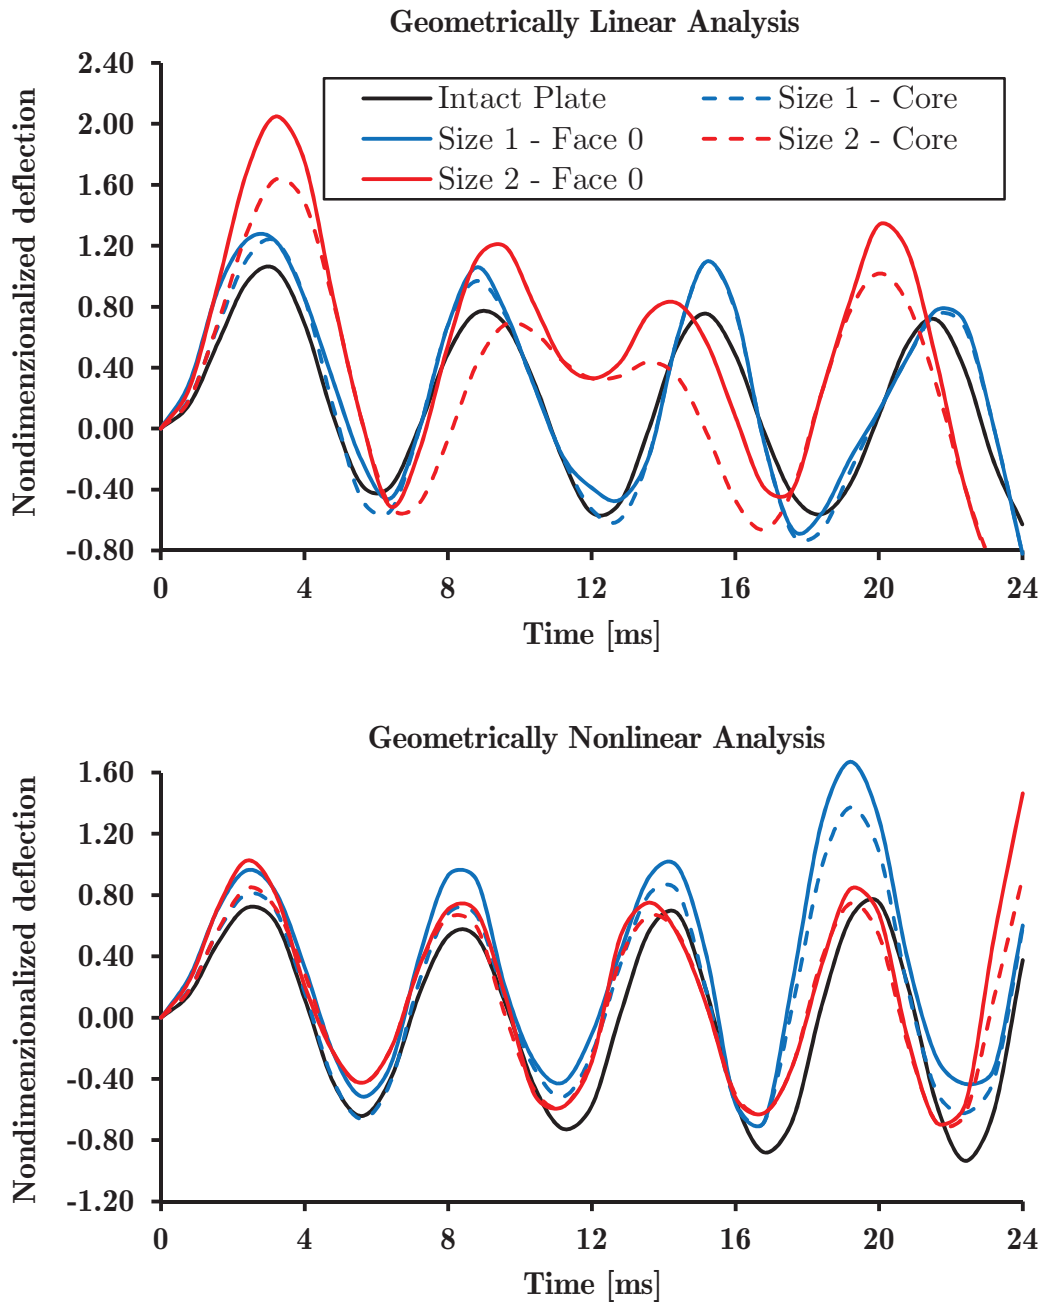 Geometrically Linear Analysis
Nondimenzionalized deflection
2.40
2.00
1.60
1.20
0.80
0.40
0.00
-0.40
-0.80
Intact Plate
Size 1 - Core
Size 1 - Face 0
Size 2 - Core
Size 2 - Face 0
0 4 8 12 16 20 24
Time [ms]
Geometrically Nonlinear Analysis
Nondimenzionalized deflection
1.60
1.20
0.80
0.40
0.00
-0.40
-0.80
-1.20
0 4 8 12 16 20 24
Time [ms]